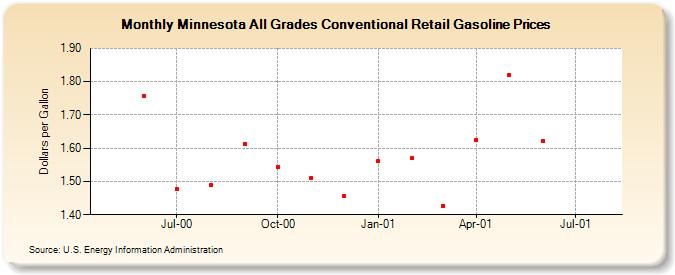 Monthly Minnesota All Grades Conventional Retail Gasoline Prices
Dollars per Gallon
1.90
1.80
1.70
1.60
1.50
1.40
Jul-00
Oct-00
Jan-01
Apr-01
Jul-01
Source: U.S. Energy Information Administration